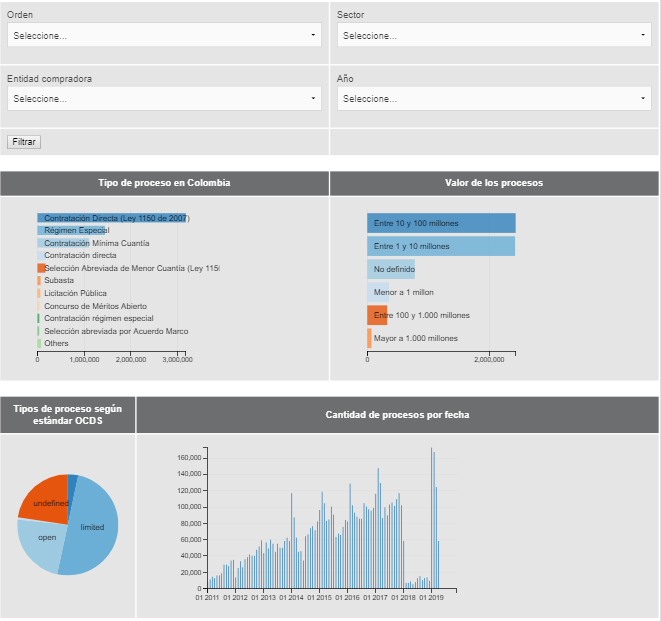 Orden
Sector
Seleccione...
Seleccione...
Entidad compradora
Año
Seleccione...
Seleccione...
Filtrar
Tipo de proceso en Colombia
Valor de los procesos
Contratación Directa (Ley 1150 de 2007)
Régimen Especial
Contratación Mínima Cuantía
Contratación directa
Selección Abreviada de Menor Cuantía (Ley 115
Subasta
Licitación Pública
Concurso de Méritos Abierto
Contratación régimen especial
Selección abreviada por Acuerdo Marco
Others
0 1,000,000 2,000,000 3,000,000
Entre 10 y 100 millones
Entre 1 y 10 millones
No definido
Menor a 1 millon
Entre 100 y 1.000 millones
Mayor a 1.000 millones
0 2,000,000
Tipos de proceso según
estándar OCDS
Cantidad de procesos por fecha
undefined
limited
open
160,000
140,000
120,000
100,000
80,000
60,000
40,000
20,000
0
01 2011 01 2012 01 2013 01 2014 01 2015 01 2016 01 2017 01 2018 01 2019